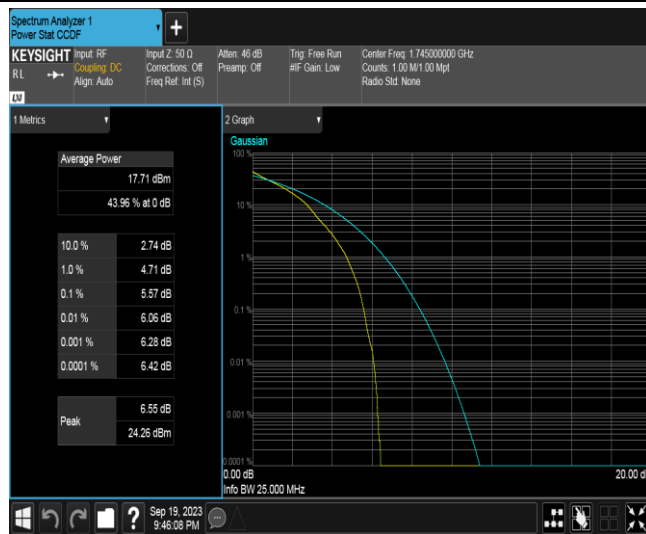 Spectrum Analyzer 1
Power Stat CCDF
+
KEYSIGHT
RL
LXI
Input: RF
Coupling: DC
Align: Auto
Input Z: 50 Ω
Corrections: Off
Freq Ref: Int (S)
Atten: 46 dB
Preamp: Off
Trig: Free Run
#IF Gain: Low
Center Freq: 1.745000000 GHz
Counts: 1.00 M/1.00 Mpt
Radio Std: None
1 Metrics
Average Power
17.71 dBm
43.96 % at 0 dB
10.0 % 2.74 dB
1.0 % 4.71 dB
0.1 % 5.57 dB
0.01 % 6.06 dB
0.001 % 6.28 dB
0.0001 % 6.42 dB
Peak
6.55 dB
24.26 dBm
2 Graph
Gaussian
100 %
10 %
1 %
0.1 %
0.01 %
0.001 %
0.0001 %
0.00 dB
20.00 d
Info BW 25.000 MHz
?
Sep 19, 2023
9:46:08 PM